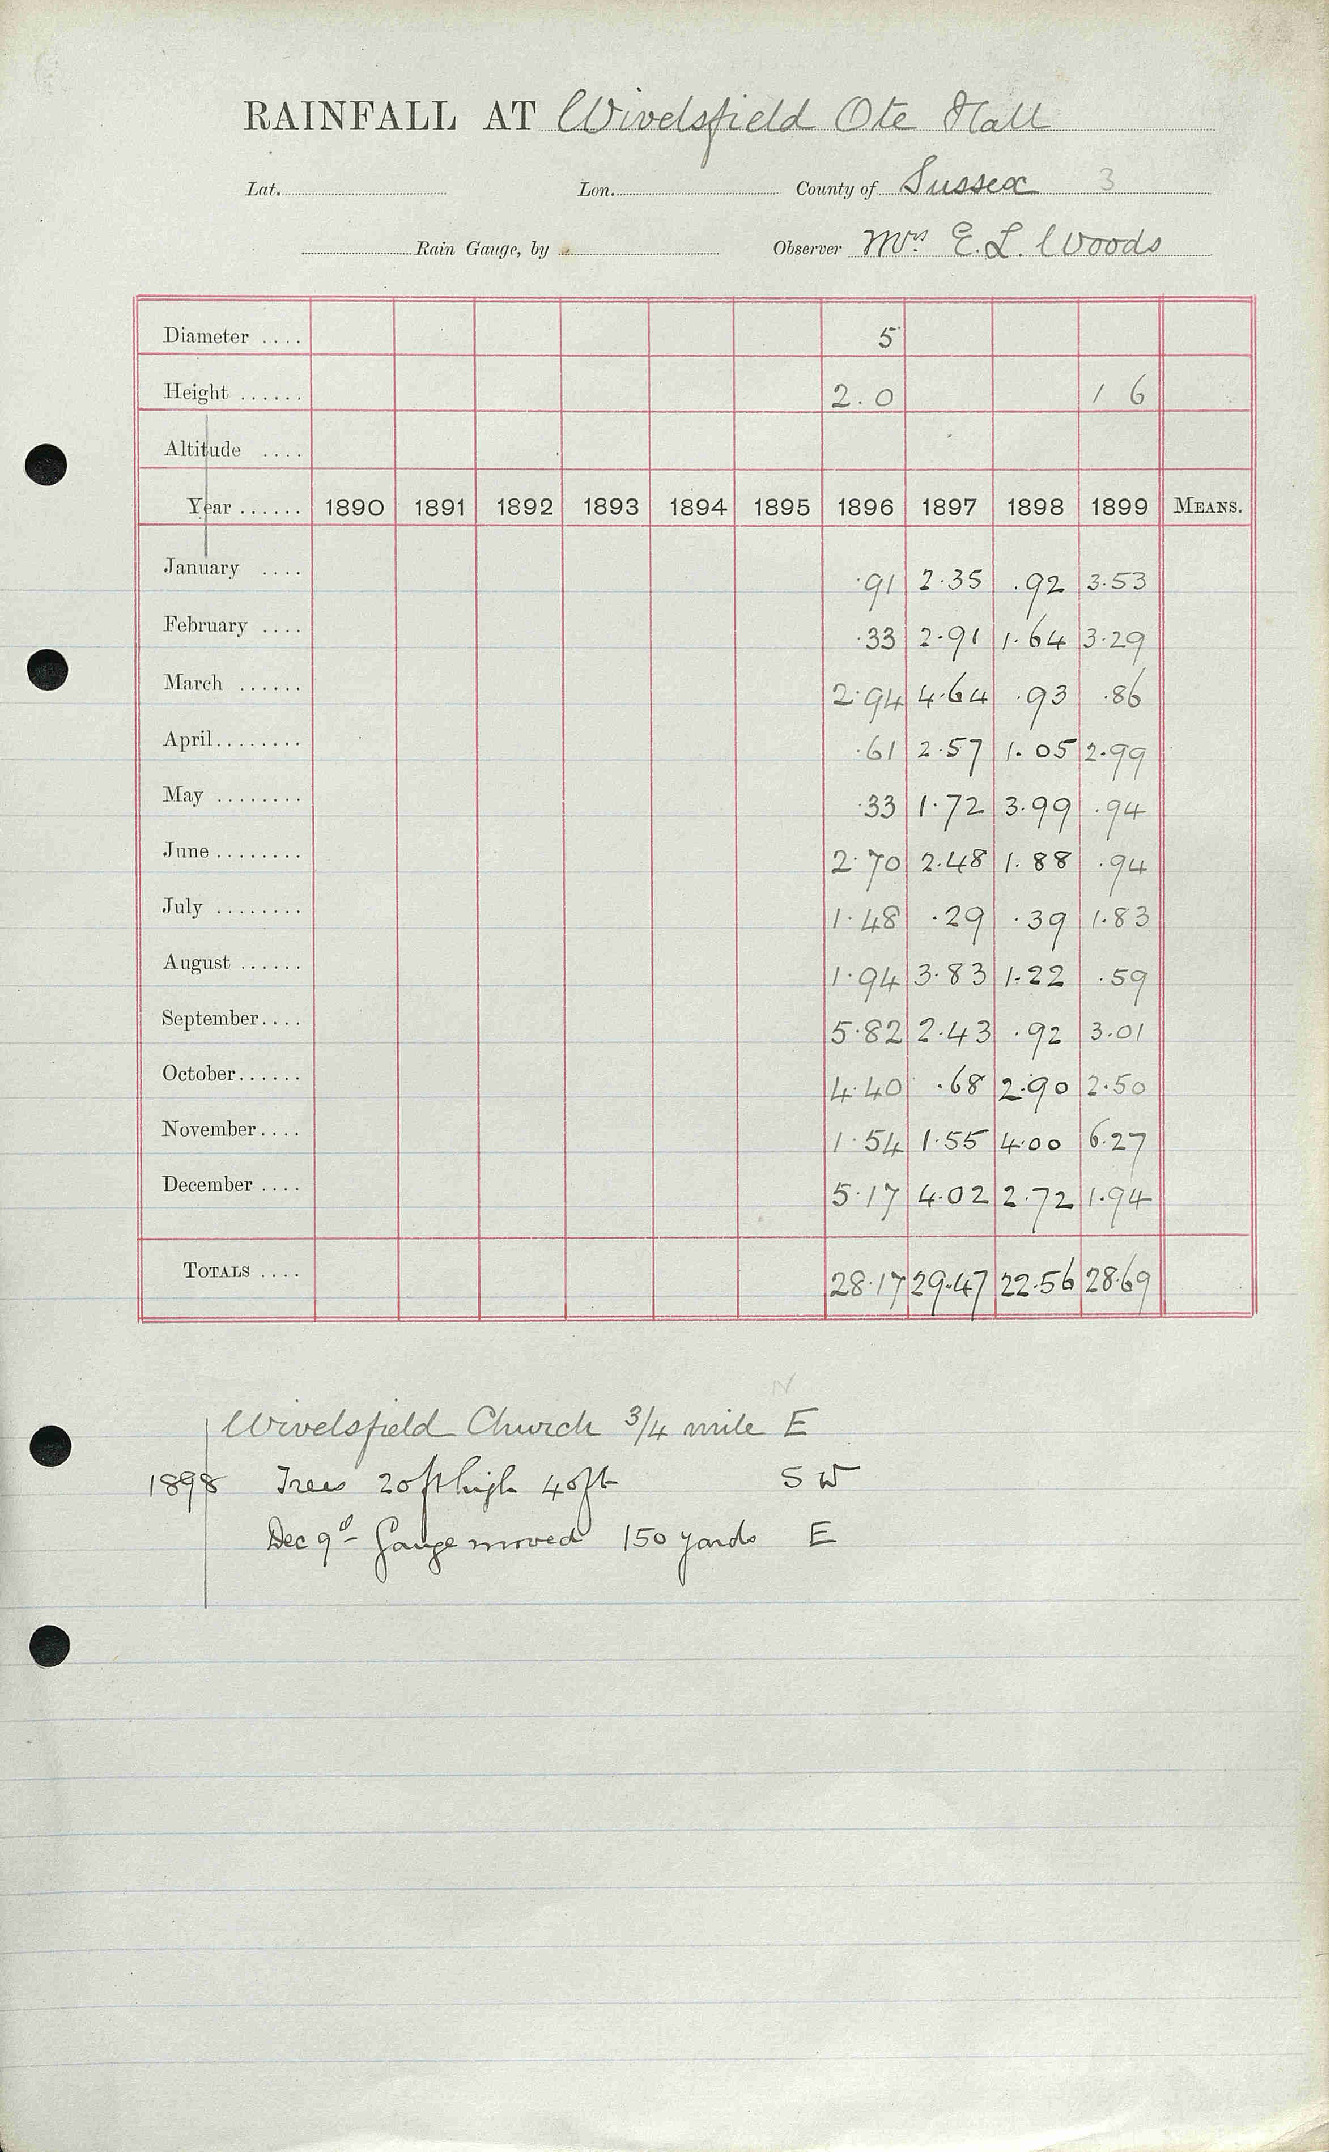 RAINFALL AT Wivelsfield Ote Hall
Lat. Lon. County of Sussex 3
Rain Gauge, by Observer Mrs. E. L. Woods
Diameter .... 5
Height ...... 2.0 1 6
Altitude ....
Year ...... 1890 1891 1892 1893 1894 1895 1896 1897 1898 1899 MEANS.
January .... ·91 2·35 ·92 3·53
February .... ·33 2·91 1·64 3·29
March ...... 2·94 4·64 ·93 ·86
April........ ·61 2·57 1·05 2·99
May ........ ·33 1·72 3·99 ·94
June ........ 2·70 2·48 1·88 ·94
July ........ 1·48 ·29 ·39 1·83
August ...... 1·94 3·83 1·22 ·59
September.... 5·82 2·43 ·92 3·01
October...... 4·40 ·68 2·90 2·50
November.... 1·54 1·55 4·00 6·27
December .... 5·17 4·02 2·72 1·94
TOTALS .... 28·17 29·47 22·56 28·69
N
Wivelsfield Church 3/4 mile E
1898 Trees 20ft high 40ft S W
Dec 9th Gauge moved 150 yards E